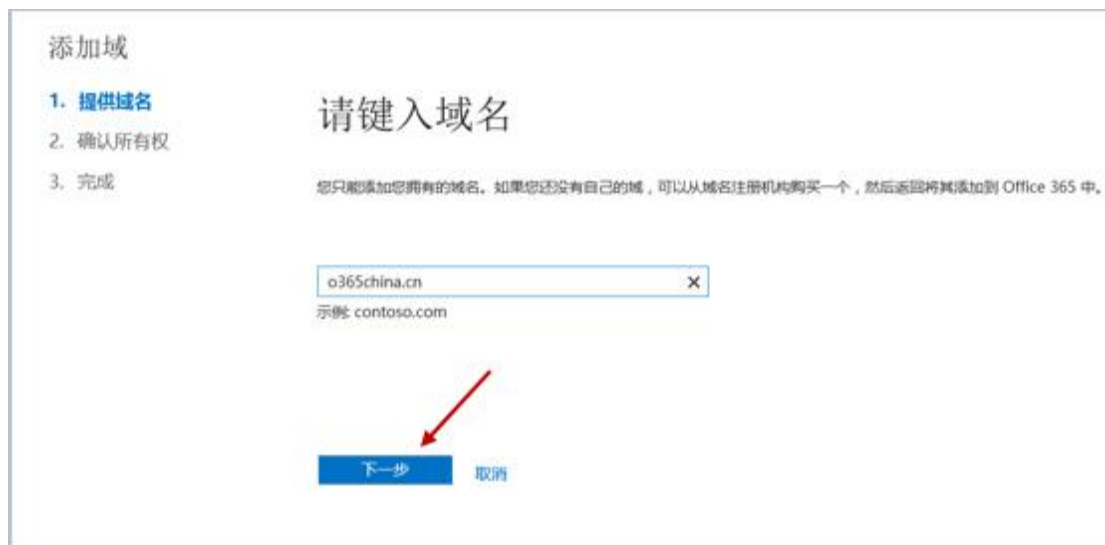 添加域
1. 提供域名
2. 确认所有权
3. 完成
请键入域名
您只能添加您拥有的域名。如果您还没有自己的域，可以从域名注册机构购买一个，然后返回将其添加到 Office 365 中。
o365china.cn
示例: contoso.com
下一步
取消